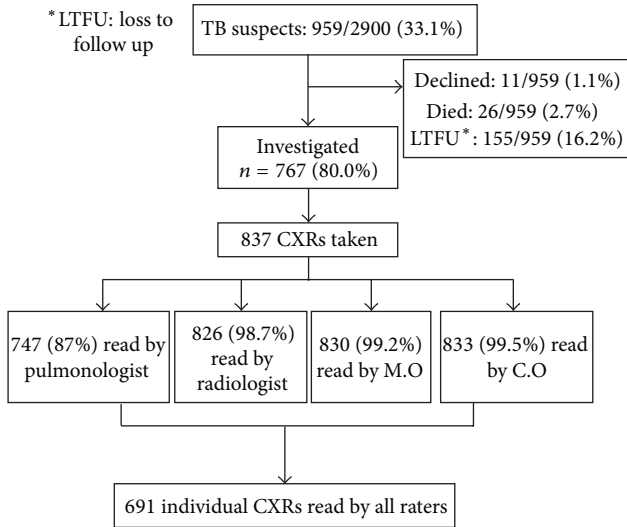 *LTFU: loss to
follow up
TB suspects: 959/2900 (33.1%)
Declined: 11/959 (1.1%)
Died: 26/959 (2.7%)
LTFU*: 155/959 (16.2%)
Investigated
n = 767 (80.0%)
837 CXRs taken
747 (87%) read by
pulmonologist
826 (98.7%)
read by
radiologist
830 (99.2%)
read by M.O
833 (99.5%) read
by C.O
691 individual CXRs read by all raters